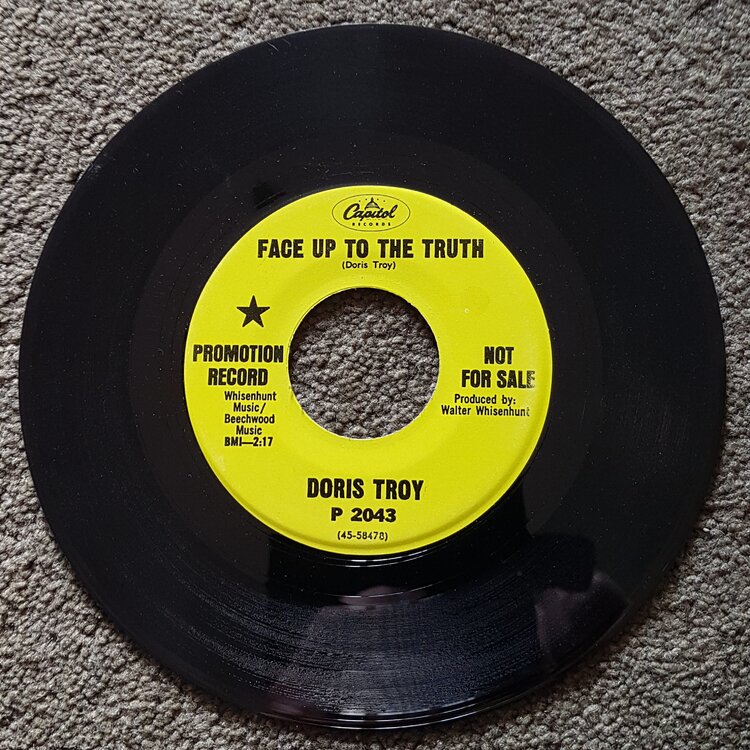 Capitol
RECORDS
FACE UP TO THE TRUTH
(Doris Troy)
PROMOTION
RECORD
Whisenhunt
Music/
Beechwood
Music
BMI—2:17
NOT
FOR SALE
Produced by:
Walter Whisenhunt
DORIS TROY
P 2043
(45-58478)